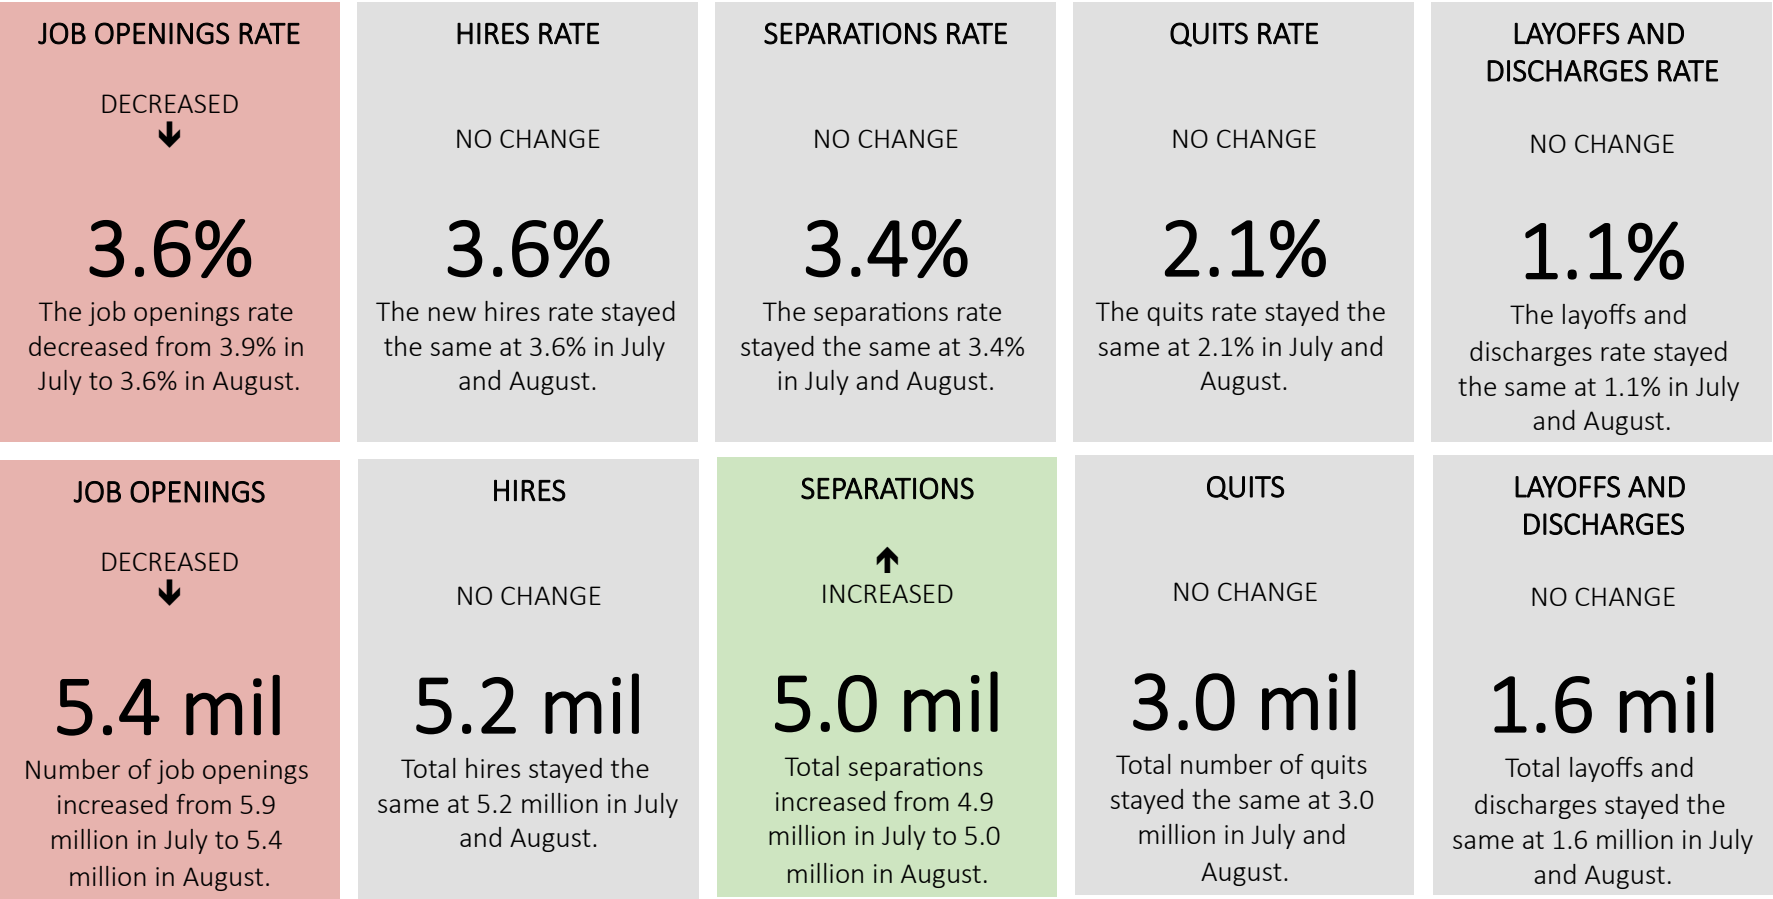 JOB OPENINGS RATE
DECREASED
🡫
3.6%
The job openings rate
decreased from 3.9% in
July to 3.6% in August.
HIRES RATE
NO CHANGE
3.6%
The new hires rate stayed
the same at 3.6% in July
and August.
SEPARATIONS RATE
NO CHANGE
3.4%
The separations rate
stayed the same at 3.4%
in July and August.
QUITS RATE
NO CHANGE
2.1%
The quits rate stayed the
same at 2.1% in July and
August.
LAYOFFS AND
DISCHARGES RATE
NO CHANGE
1.1%
The layoffs and
discharges rate stayed
the same at 1.1% in July
and August.
JOB OPENINGS
DECREASED
🡫
5.4 mil
Number of job openings
increased from 5.9
million in July to 5.4
million in August.
HIRES
NO CHANGE
5.2 mil
Total hires stayed the
same at 5.2 million in July
and August.
SEPARATIONS
🡩
INCREASED
5.0 mil
Total separations
increased from 4.9
million in July to 5.0
million in August.
QUITS
NO CHANGE
3.0 mil
Total number of quits
stayed the same at 3.0
million in July and
August.
LAYOFFS AND
DISCHARGES
NO CHANGE
1.6 mil
Total layoffs and
discharges stayed the
same at 1.6 million in July
and August.